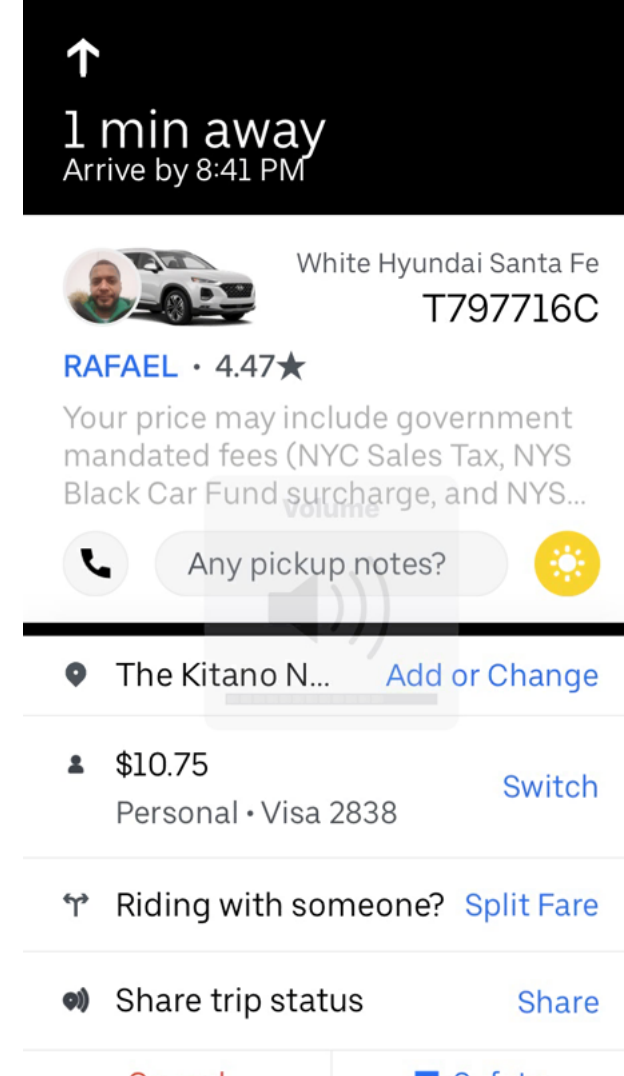 1 min away
Arrive by 8:41 PM
White Hyundai Santa Fe
T797716C
RAFAEL • 4.47★
Your price may include government
mandated fees (NYC Sales Tax, NYS
Black Car Fund surcharge, and NYS...
Volume
Any pickup notes?
The Kitano N... Add or Change
$10.75
Personal • Visa 2838
Switch
Riding with someone? Split Fare
Share trip status Share